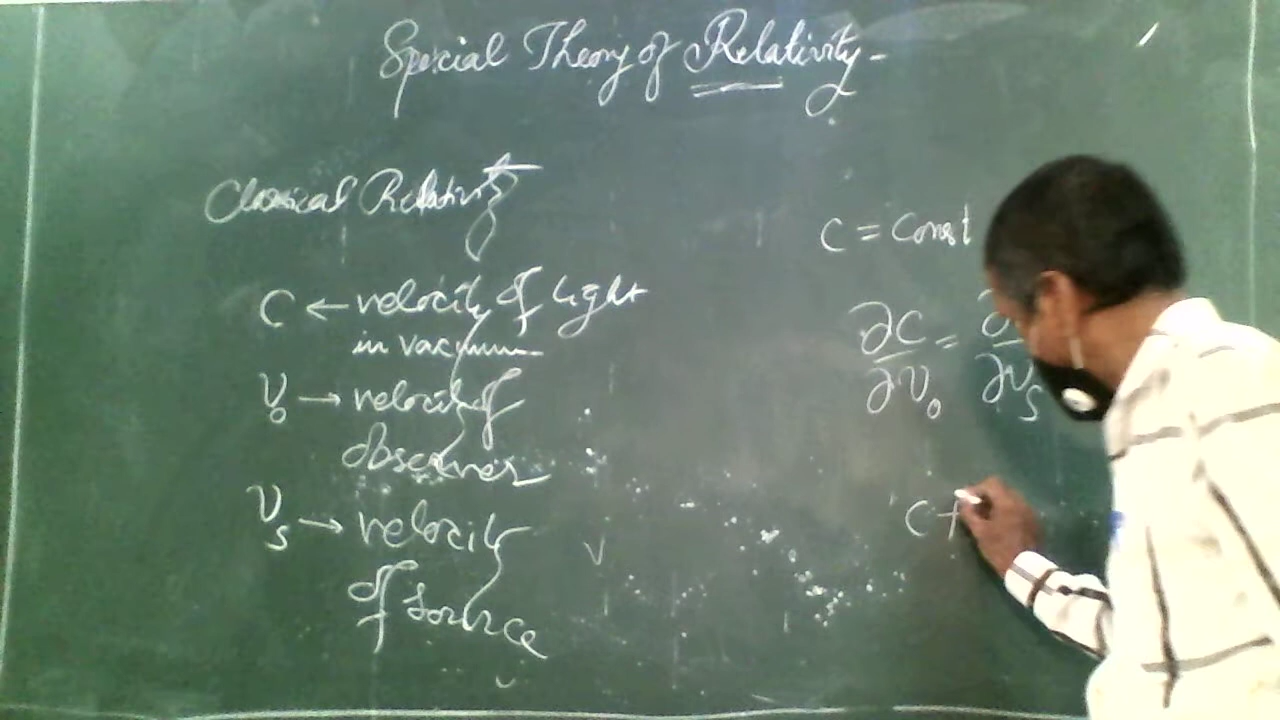 Special Theory of Relativity -
Classical Relativity
C ← velocity of light
in vacuum
v₀ → velocity of
observer
vₛ → velocity
of source
C = Const
∂C/∂v₀ = ∂ /∂vₛ
C +